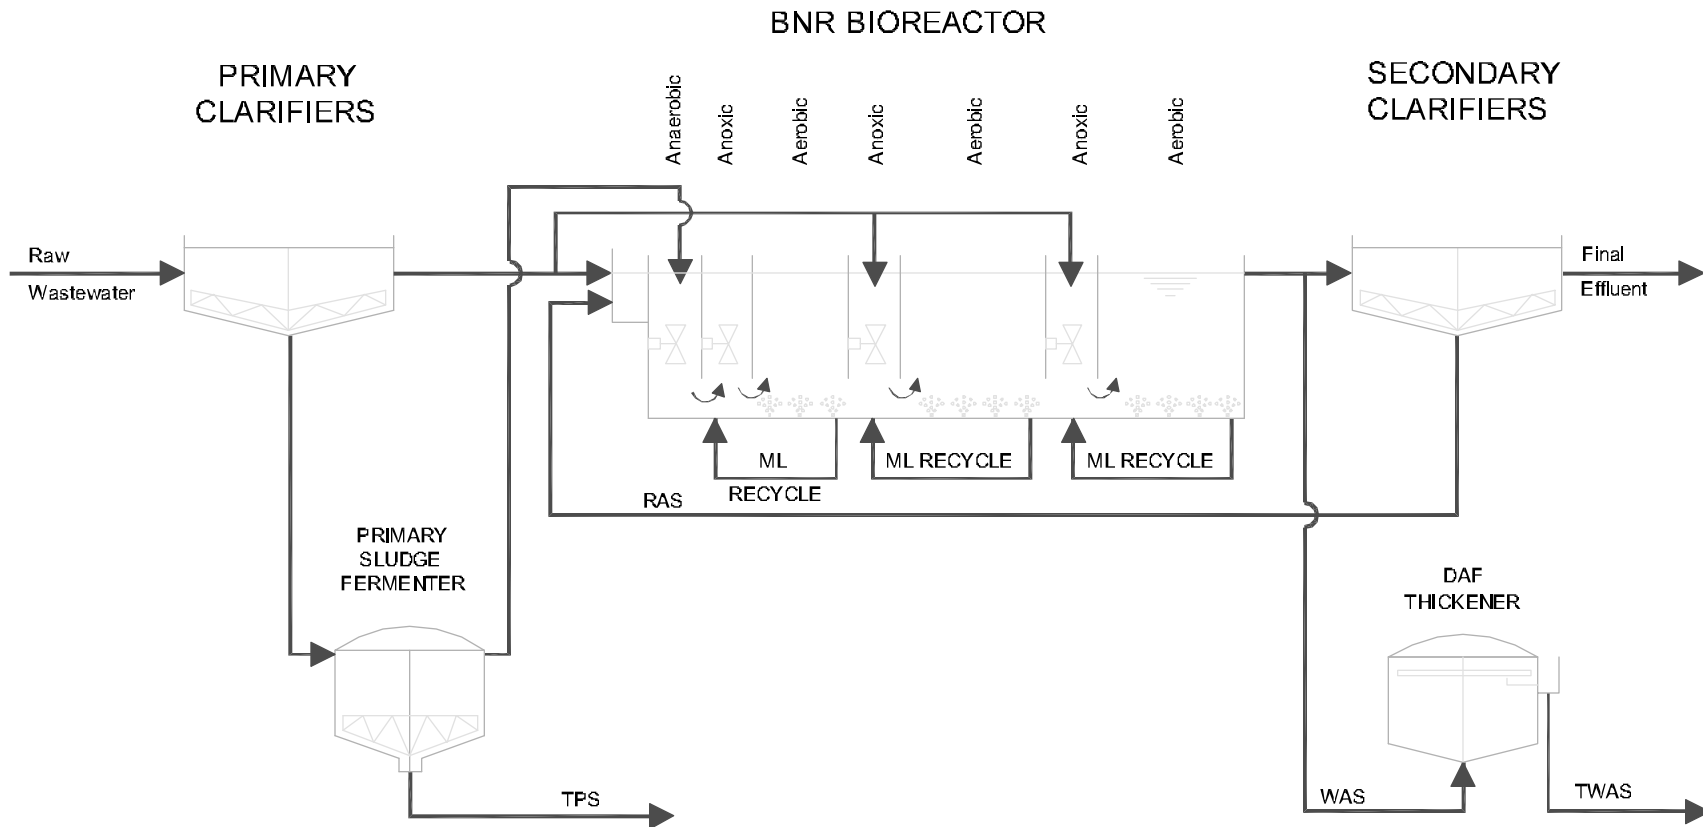 BNR BIOREACTOR
PRIMARY
CLARIFIERS
SECONDARY
CLARIFIERS
Anaerobic
Anoxic
Aerobic
Anoxic
Aerobic
Anoxic
Aerobic
Raw
Wastewater
Final
Effluent
ML
RECYCLE
ML RECYCLE
ML RECYCLE
RAS
PRIMARY
SLUDGE
FERMENTER
DAF
THICKENER
TPS
WAS
TWAS